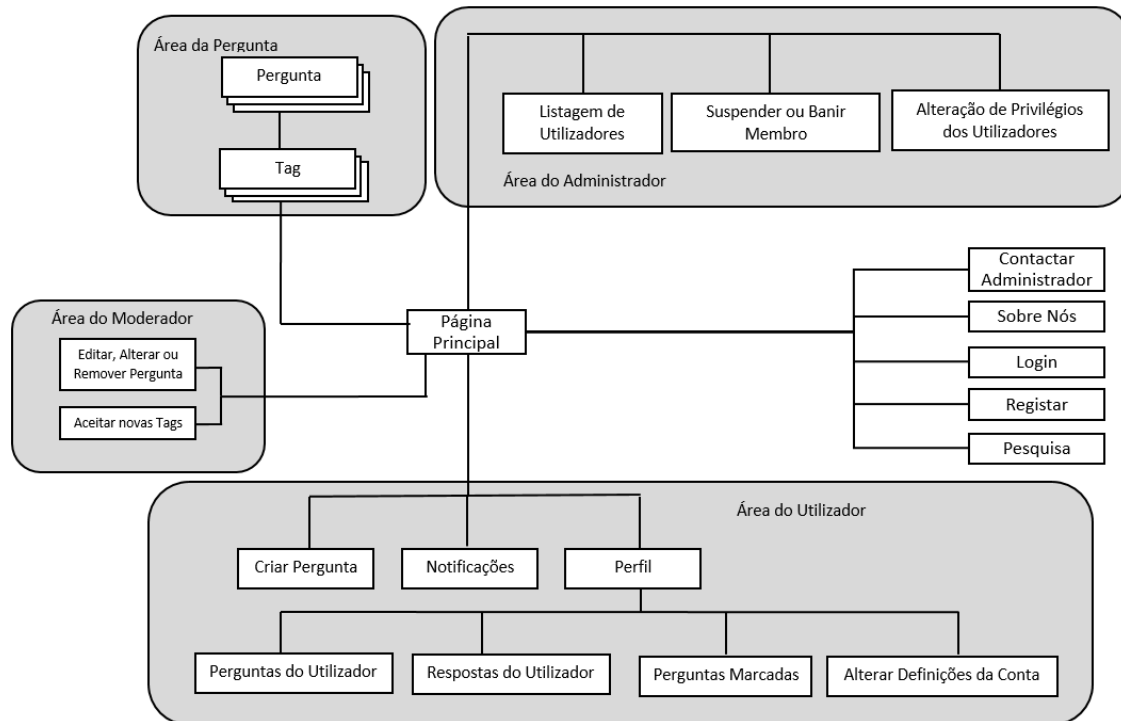 Área da Pergunta
Pergunta
Tag
Listagem de
Utilizadores
Suspender ou Banir
Membro
Alteração de Privilégios
dos Utilizadores
Área do Administrador
Contactar
Administrador
Sobre Nós
Login
Registar
Pesquisa
Página
Principal
Área do Moderador
Editar, Alterar ou
Remover Pergunta
Aceitar novas Tags
Área do Utilizador
Criar Pergunta
Notificações
Perfil
Perguntas do Utilizador
Respostas do Utilizador
Perguntas Marcadas
Alterar Definições da Conta